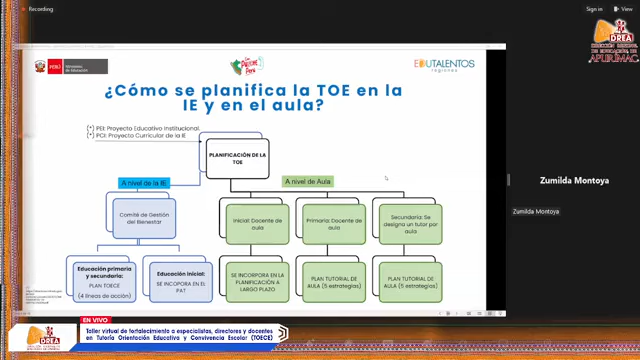 Recording
Sign in
View
DREA
DIRECCIÓN REGIONAL
DE EDUCACIÓN DE
APURÍMAC
PERÚ
Ministerio
de Educación
EDUTALENTOS
regiones
¿Cómo se planifica la TOE en la
IE y en el aula?
(*) PEI: Proyecto Educativo Institucional.
(*) PCI: Proyecto Curricular de la IE
PLANIFICACIÓN DE LA
TOE
A nivel de la IE
A nivel de Aula
Comité de Gestión
del Bienestar
Inicial: Docente de
aula
Primaria: Docente de
aula
Secundaria: Se
designa un tutor por
aula
Educación primaria
y secundaria:
PLAN TOECE
(4 líneas de acción)
Educación inicial:
SE INCOPORA EN EL
PAT
SE INCORPORA EN LA
PLANIFICACIÓN A
LARGO PLAZO
PLAN TUTORIAL DE
AULA (5 estrategias)
PLAN TUTORIAL DE
AULA (5 estrategias)
Zumilda Montoya
Zumilda Montoya
EN VIVO
DREA
Taller virtual de fortalecimiento a especialistas, directores y docentes
en Tutoría Orientación Educativa y Convivencia Escolar (TOECE)